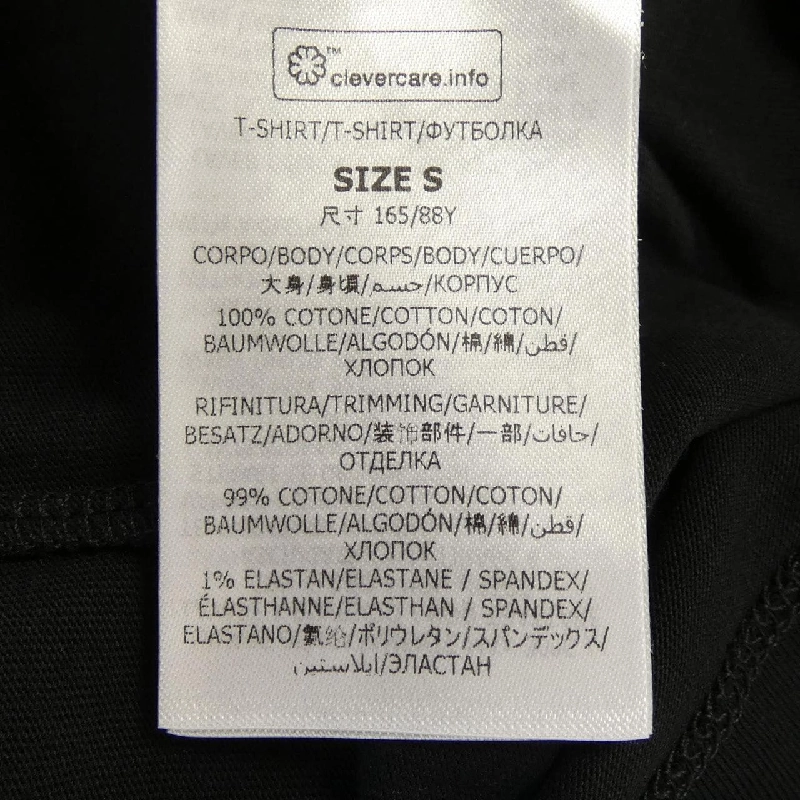 ™
clevercare.info
T-SHIRT/T-SHIRT/ФУТБОЛКА
SIZE S
尺寸 165/88Y
CORPO/BODY/CORPS/BODY/CUERPO/
大身/身頃/جسم/КОРПУС
100% COTONE/COTTON/COTON/
BAUMWOLLE/ALGODÓN/棉/綿/قطن/
ХЛОПОК
RIFINITURA/TRIMMING/GARNITURE/
BESATZ/ADORNO/装饰部件/一部/حافات/
ОТДЕЛКА
99% COTONE/COTTON/COTON/
BAUMWOLLE/ALGODÓN/棉/綿/قطن/
ХЛОПОК
1% ELASTAN/ELASTANE / SPANDEX/
ÉLASTHANNE/ELASTHAN / SPANDEX/
ELASTANO/氨纶/ポリウレタン/スパンデックス/
إيلاستين/ЭЛАСТАН